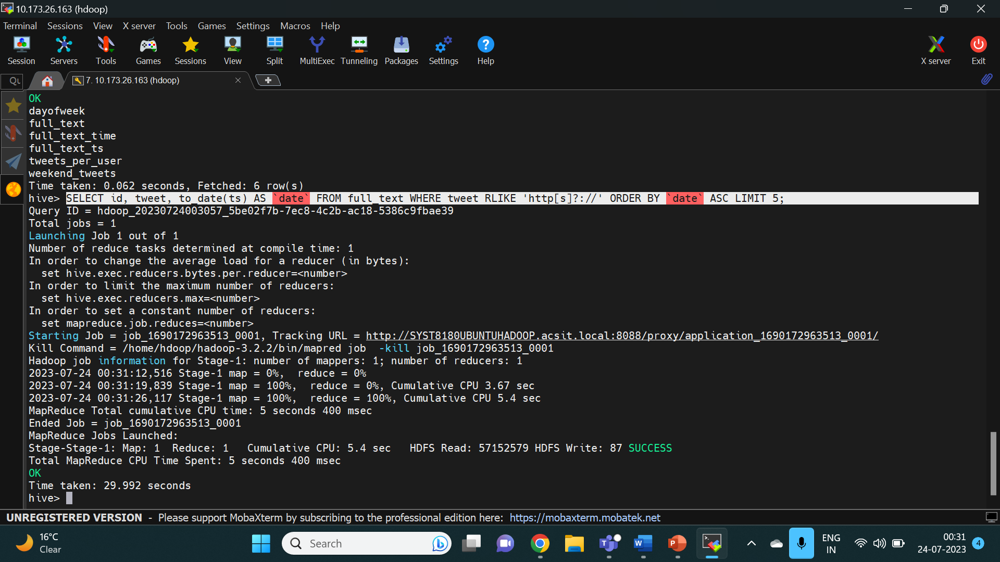 10.173.26.163 (hdoop)
Terminal Sessions View X server Tools Games Settings Macros Help
Session Servers Tools Games Sessions View Split MultiExec Tunneling Packages Settings Help X server Exit
7. 10.173.26.163 (hdoop)
OK
dayofweek
full_text
full_text_time
full_text_ts
tweets_per_user
weekend_tweets
Time taken: 0.062 seconds, Fetched: 6 row(s)
hive> SELECT id, tweet, to_date(ts) AS `date` FROM full_text WHERE tweet RLIKE 'http[s]?://' ORDER BY `date` ASC LIMIT 5;
Query ID = hdoop_20230724003057_5be02f7b-7ec8-4c2b-ac18-5386c9fbae39
Total jobs = 1
Launching Job 1 out of 1
Number of reduce tasks determined at compile time: 1
In order to change the average load for a reducer (in bytes):
  set hive.exec.reducers.bytes.per.reducer=<number>
In order to limit the maximum number of reducers:
  set hive.exec.reducers.max=<number>
In order to set a constant number of reducers:
  set mapreduce.job.reduces=<number>
Starting Job = job_1690172963513_0001, Tracking URL = http://SYST8180UBUNTUHADOOP.acsit.local:8088/proxy/application_1690172963513_0001/
Kill Command = /home/hdoop/hadoop-3.2.2/bin/mapred job  -kill job_1690172963513_0001
Hadoop job information for Stage-1: number of mappers: 1; number of reducers: 1
2023-07-24 00:31:12,516 Stage-1 map = 0%,  reduce = 0%
2023-07-24 00:31:19,839 Stage-1 map = 100%,  reduce = 0%, Cumulative CPU 3.67 sec
2023-07-24 00:31:26,117 Stage-1 map = 100%,  reduce = 100%, Cumulative CPU 5.4 sec
MapReduce Total cumulative CPU time: 5 seconds 400 msec
Ended Job = job_1690172963513_0001
MapReduce Jobs Launched:
Stage-Stage-1: Map: 1  Reduce: 1   Cumulative CPU: 5.4 sec   HDFS Read: 57152579 HDFS Write: 87 SUCCESS
Total MapReduce CPU Time Spent: 5 seconds 400 msec
OK
Time taken: 29.992 seconds
hive>
UNREGISTERED VERSION - Please support MobaXterm by subscribing to the professional edition here: https://mobaxterm.mobatek.net
16°C
Clear
Search
ENG
IN
00:31
24-07-2023
4